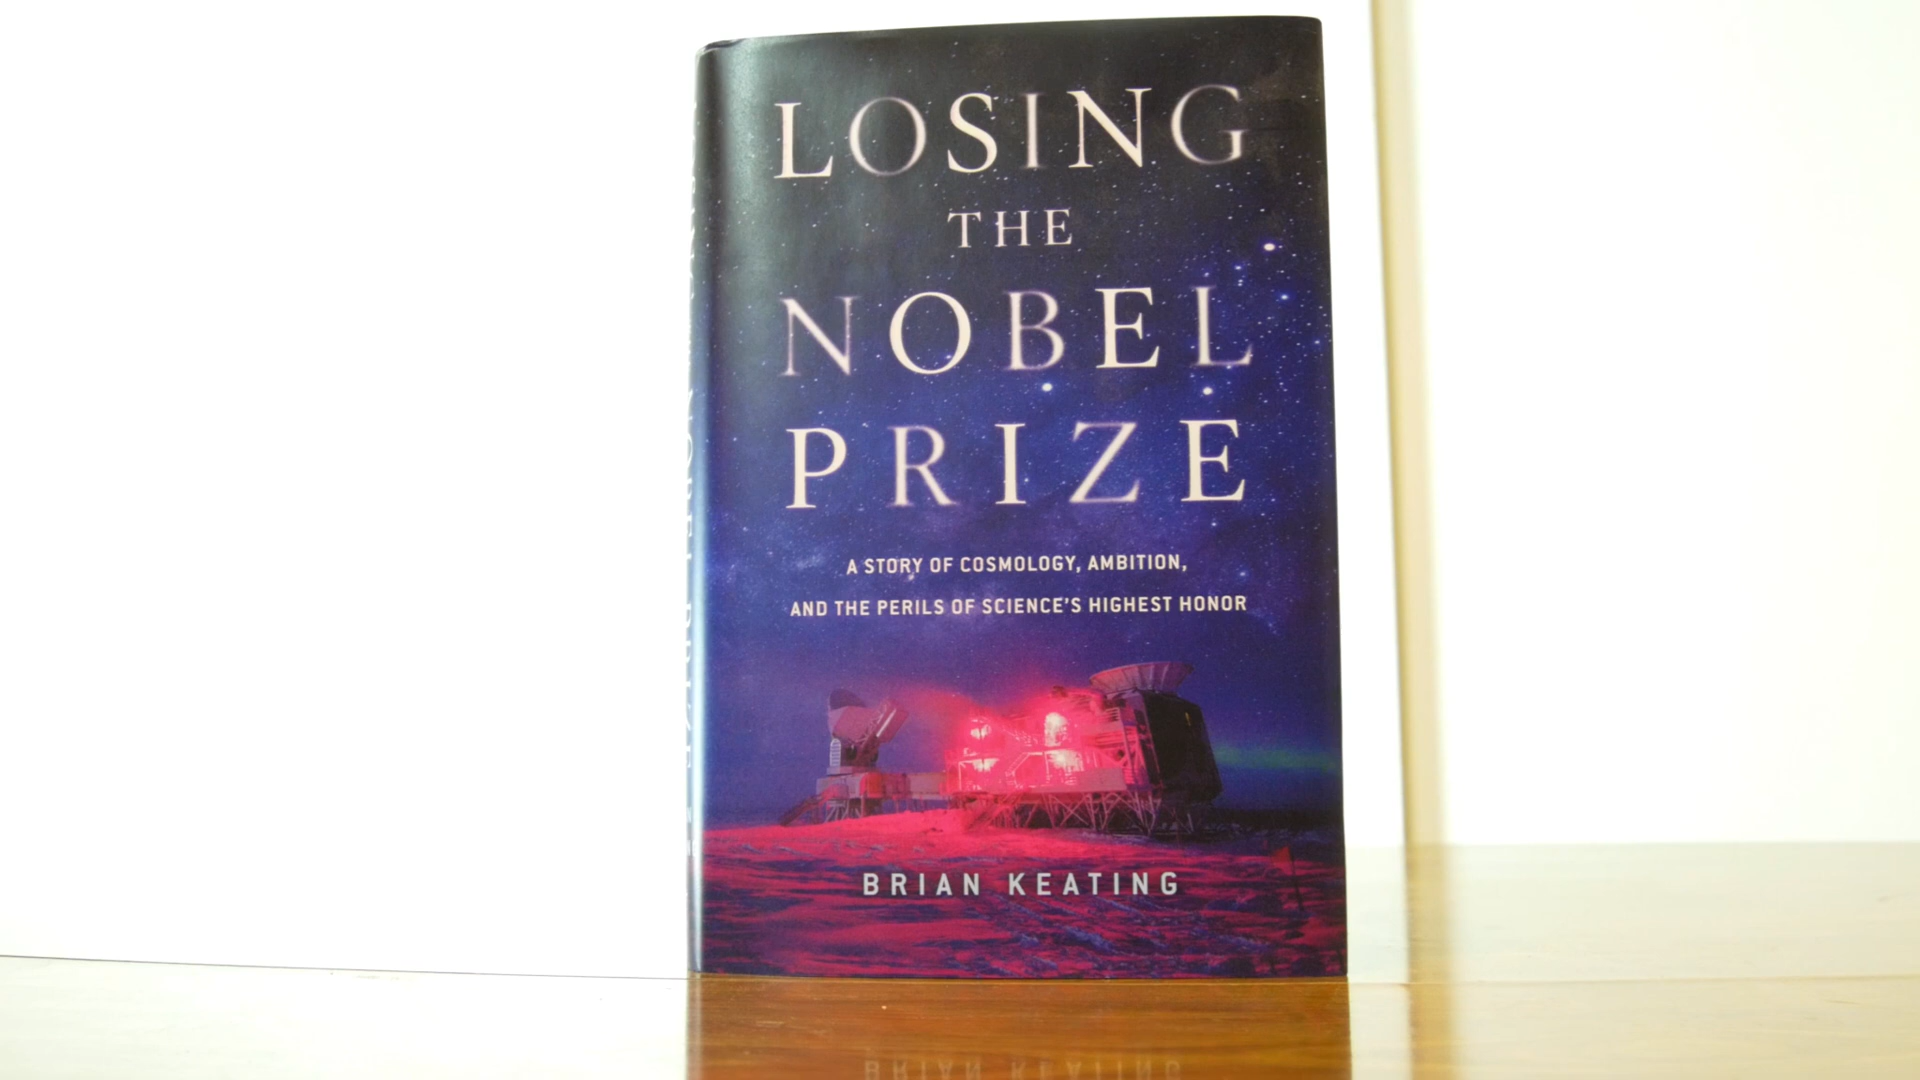 LOSING
THE
NOBEL
PRIZE
A STORY OF COSMOLOGY, AMBITION,
AND THE PERILS OF SCIENCE'S HIGHEST HONOR
BRIAN KEATING